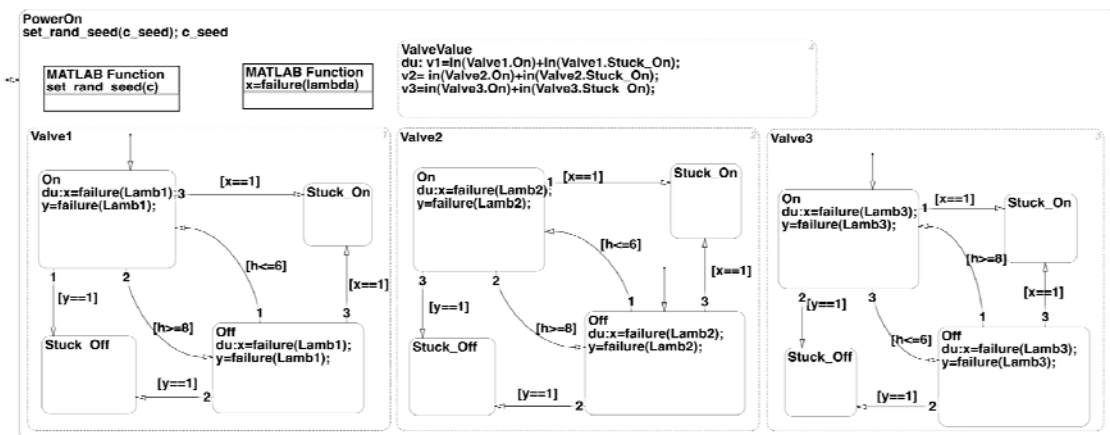 PowerOn
set_rand_seed(c_seed); c_seed
MATLAB Function
set_rand_seed(c)
MATLAB Function
x=failure(lambda)
ValveValue
4
du: v1=in(Valve1.On)+in(Valve1.Stuck_On);
v2= in(Valve2.On)+in(Valve2.Stuck_On);
v3=in(Valve3.On)+in(Valve3.Stuck_On);
Valve1
1
On
du:x=failure(Lamb1);
y=failure(Lamb1);
3
[x==1]
Stuck_On
[h<=6]
[x==1]
1
2
[y==1]
[h>=8]
1
3
Stuck_Off
Off
du:x=failure(Lamb1);
y=failure(Lamb1);
[y==1]
2
Valve2
2
On
du:x=failure(Lamb2);
y=failure(Lamb2);
1
[x==1]
Stuck_On
[h<=6]
[x==1]
3
2
[y==1]
[h>=8]
1
3
Stuck_Off
Off
du:x=failure(Lamb2);
y=failure(Lamb2);
[y==1]
2
Valve3
3
On
du:x=failure(Lamb3);
y=failure(Lamb3);
1
[x==1]
Stuck_On
[h>=8]
[x==1]
2
3
[y==1]
[h<=6]
1
3
Stuck_Off
Off
du:x=failure(Lamb3);
y=failure(Lamb3);
[y==1]
2